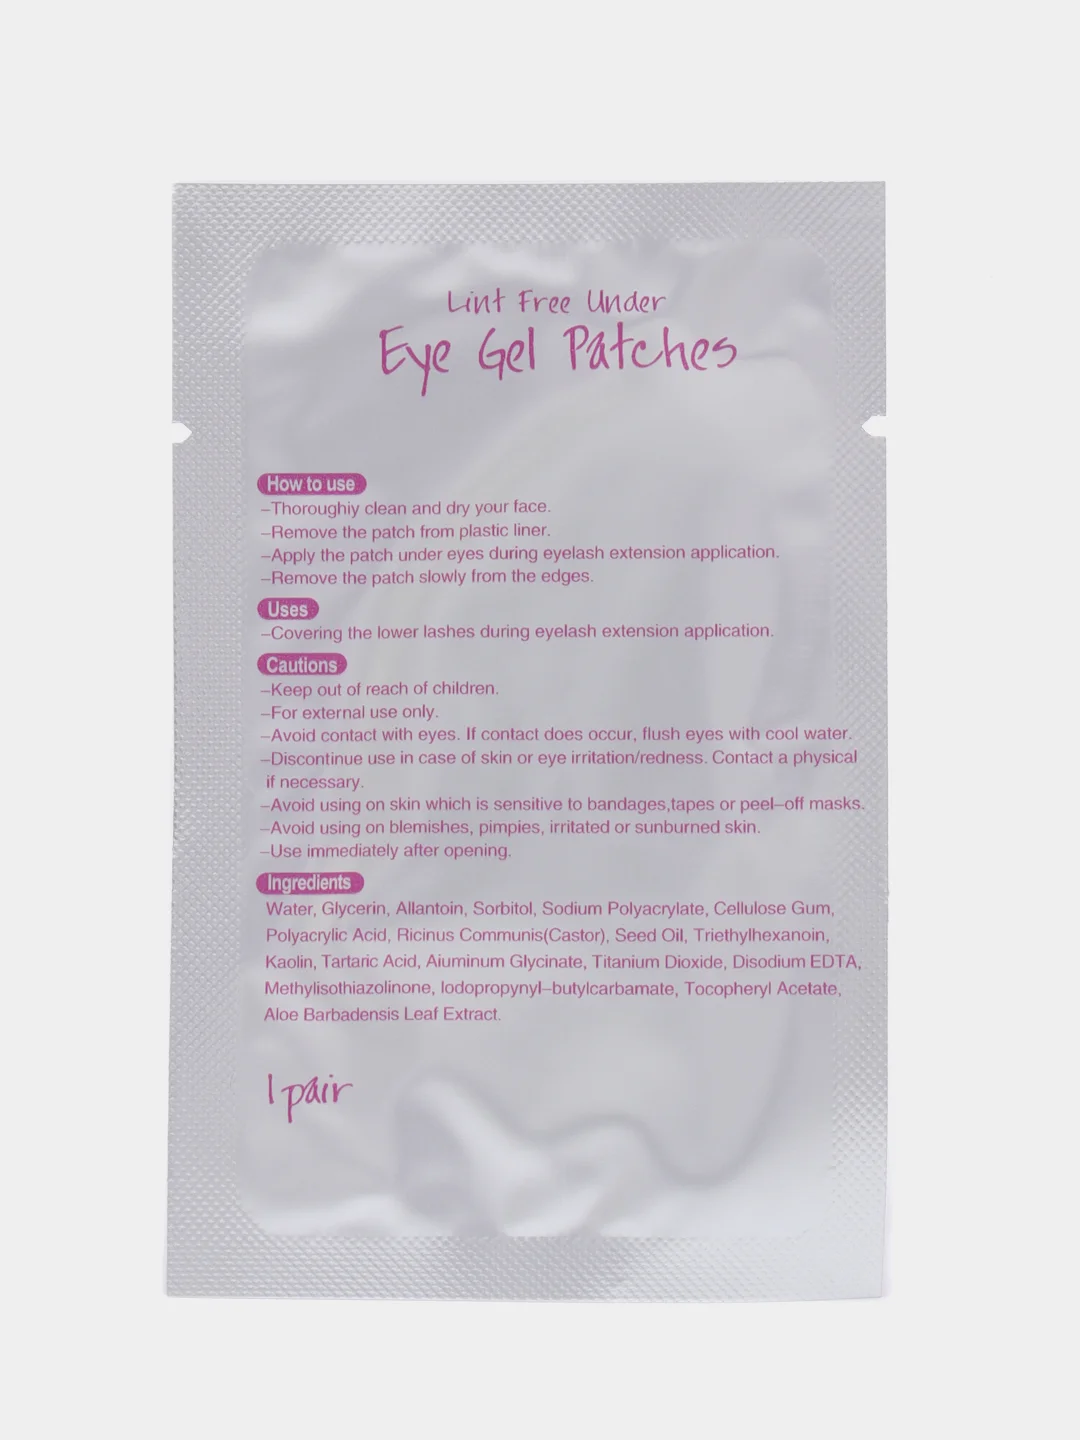 Lint Free Under
Eye Gel Patches
How to use
–Thoroughiy clean and dry your face.
–Remove the patch from plastic liner.
–Apply the patch under eyes during eyelash extension application.
–Remove the patch slowly from the edges.
Uses
–Covering the lower lashes during eyelash extension application.
Cautions
–Keep out of reach of children.
–For external use only.
–Avoid contact with eyes. If contact does occur, flush eyes with cool water.
–Discontinue use in case of skin or eye irritation/redness. Contact a physical
if necessary.
–Avoid using on skin which is sensitive to bandages,tapes or peel–off masks.
–Avoid using on blemishes, pimpies, irritated or sunburned skin.
–Use immediately after opening.
Ingredients
Water, Glycerin, Allantoin, Sorbitol, Sodium Polyacrylate, Cellulose Gum,
Polyacrylic Acid, Ricinus Communis(Castor), Seed Oil, Triethylhexanoin,
Kaolin, Tartaric Acid, Aiuminum Glycinate, Titanium Dioxide, Disodium EDTA,
Methylisothiazolinone, Iodopropynyl–butylcarbamate, Tocopheryl Acetate,
Aloe Barbadensis Leaf Extract.
1 pair